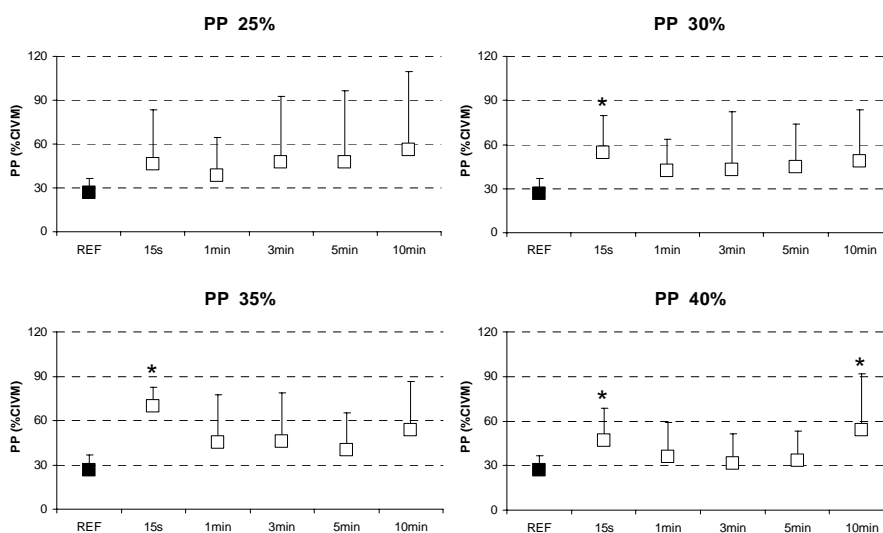 PP 25%
PP (%CIVM)
120
90
60
30
0
REF 15s 1min 3min 5min 10min
PP 30%
PP (%CIVM)
120
90
60
30
0
*
REF 15s 1min 3min 5min 10min
PP 35%
PP (%CIVM)
120
90
60
30
0
*
REF 15s 1min 3min 5min 10min
PP 40%
PP (%CIVM)
120
90
60
30
0
* *
REF 15s 1min 3min 5min 10min